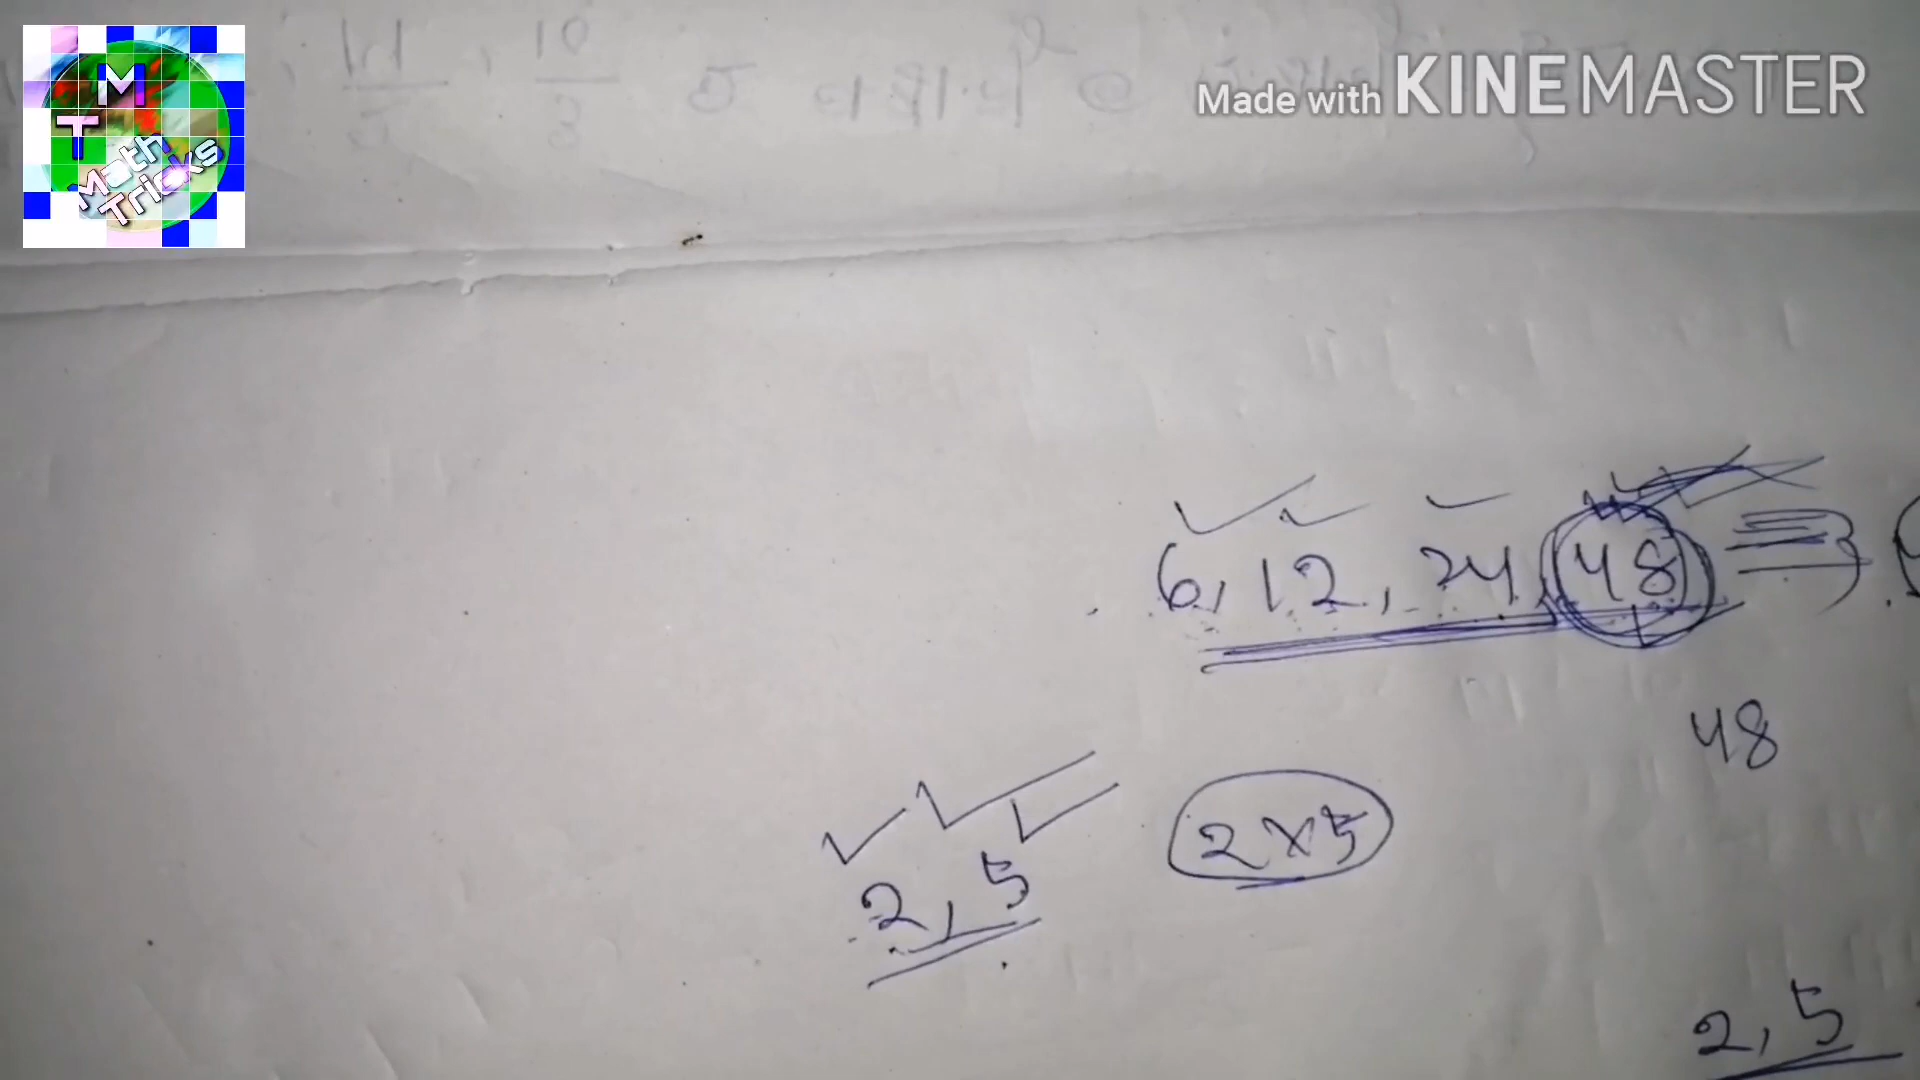 Made with KINEMASTER
M
T
Math
Tricks
6, 12, 24, 48
48
2 × 5
2, 5
2, 5